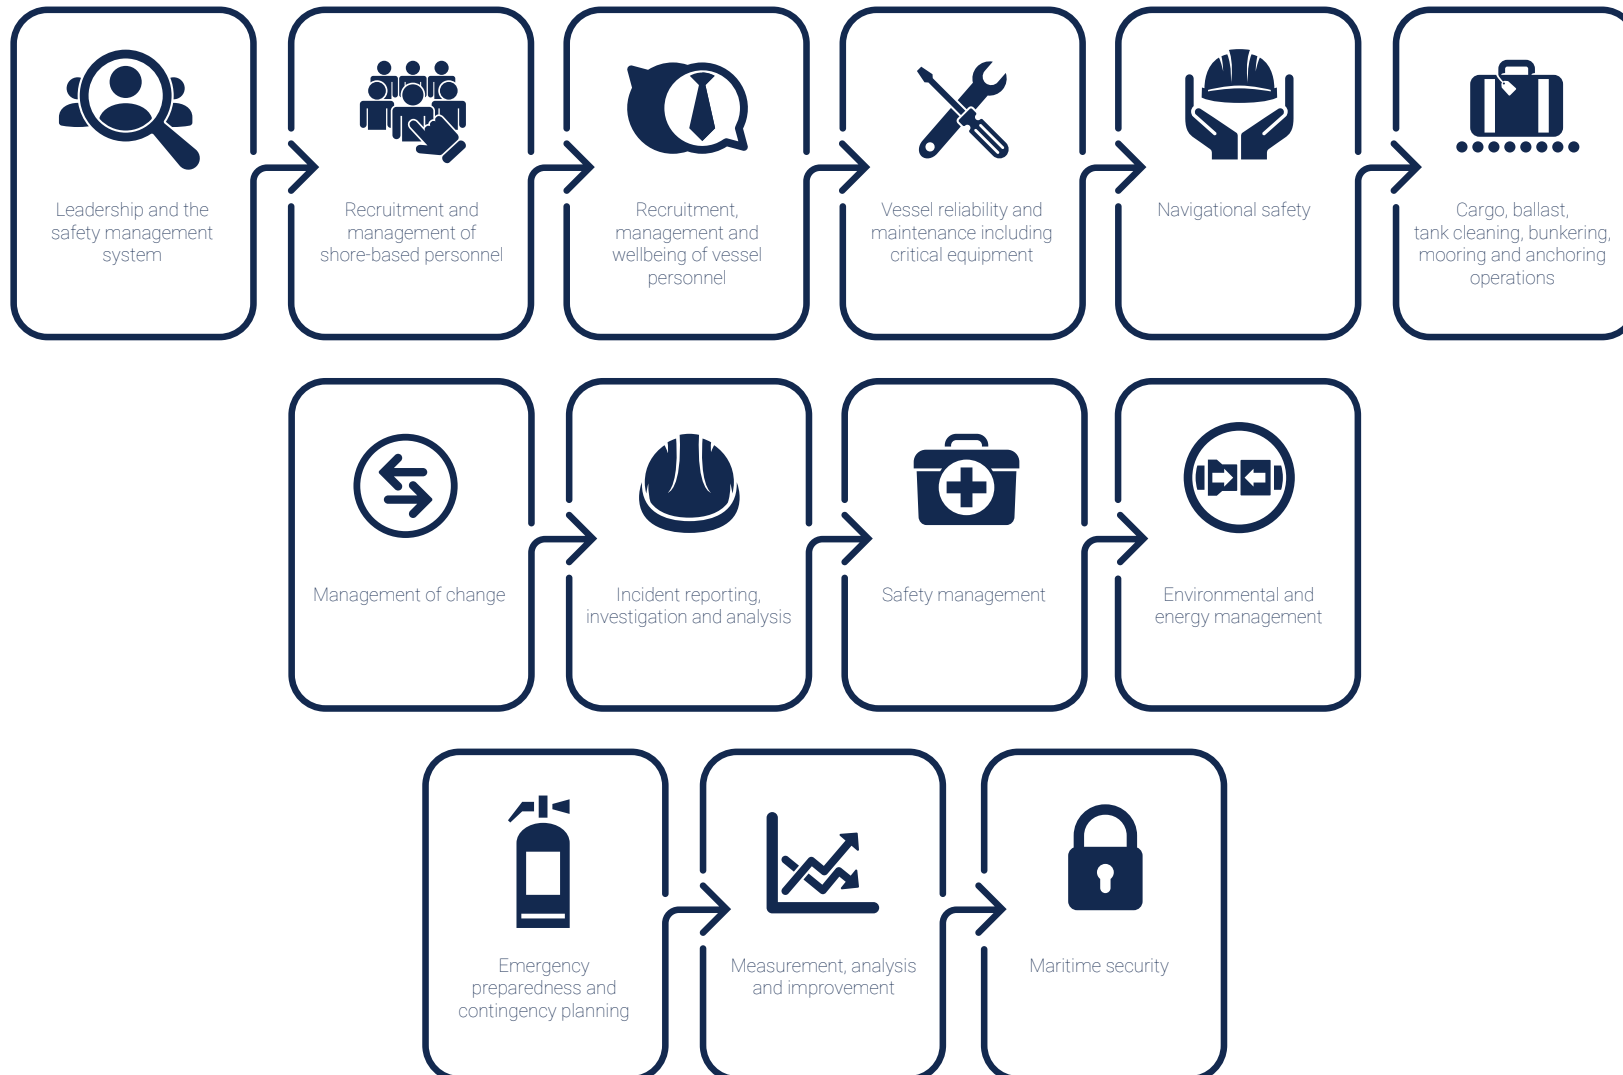 Leadership and the
safety management
system
Recruitment and
management of
shore-based personnel
Recruitment,
management and
wellbeing of vessel
personnel
Vessel reliability and
maintenance including
critical equipment
Navigational safety
Cargo, ballast,
tank cleaning, bunkering,
mooring and anchoring
operations
Management of change
Incident reporting,
investigation and analysis
Safety management
Environmental and
energy management
Emergency
preparedness and
contingency planning
Measurement, analysis
and improvement
Maritime security